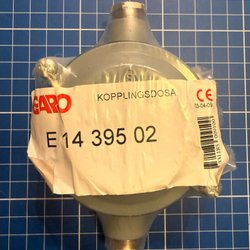 GARO
KOPPLINGSDOSA
CE
E 14 395 02